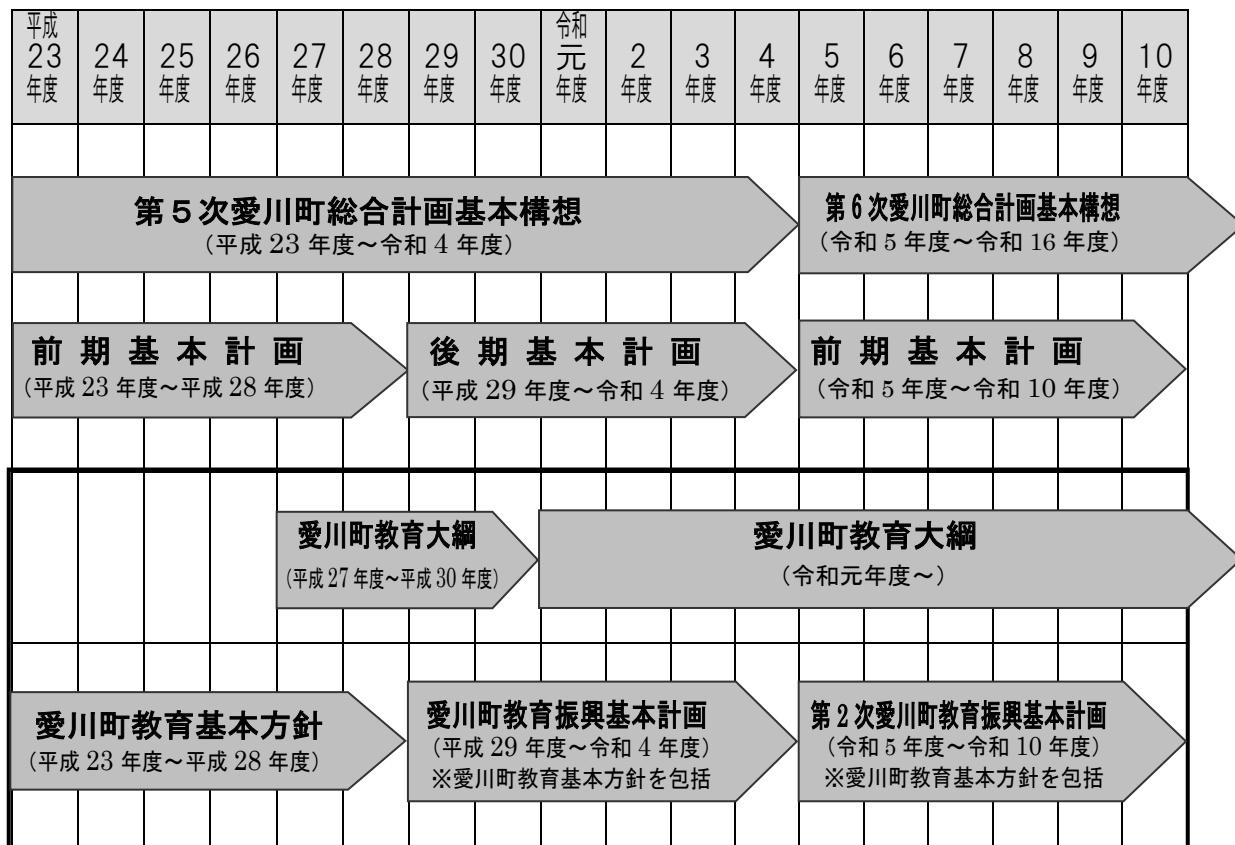 平成
23 24 25 26 27 28 29 30 令和元 2 3 4 5 6 7 8 9 10
年度 年度 年度 年度 年度 年度 年度 年度 年度 年度 年度 年度 年度 年度 年度 年度 年度 年度
第5次愛川町総合計画基本構想
（平成 23 年度～令和 4 年度）
第6次愛川町総合計画基本構想
（令和 5 年度～令和 16 年度）
前期基本計画
（平成 23 年度～平成 28 年度）
後期基本計画
（平成 29 年度～令和 4 年度）
前期基本計画
（令和 5 年度～令和 10 年度）
愛川町教育大綱
（平成 27 年度～平成 30 年度）
愛川町教育大綱
（令和元年度～）
愛川町教育基本方針
（平成 23 年度～平成 28 年度）
愛川町教育振興基本計画
（平成 29 年度～令和 4 年度）
※愛川町教育基本方針を包括
第2次愛川町教育振興基本計画
（令和 5 年度～令和 10 年度）
※愛川町教育基本方針を包括